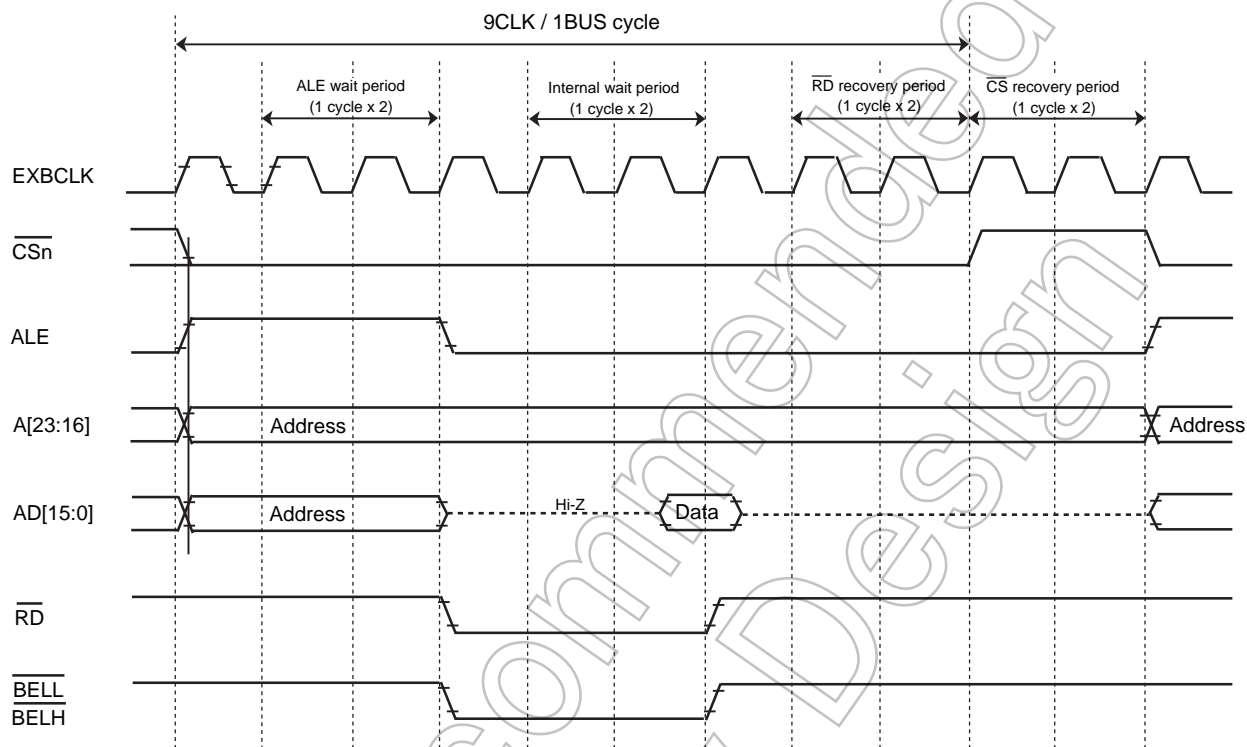 9CLK / 1BUS cycle
ALE wait period
(1 cycle x 2)
Internal wait period
(1 cycle x 2)
RD recovery period
(1 cycle x 2)
CS recovery period
(1 cycle x 2)
EXBCLK
CSn
ALE
A[23:16]
Address
Address
AD[15:0]
Address
Hi-Z
Data
RD
BELL
BELH
commended
Design